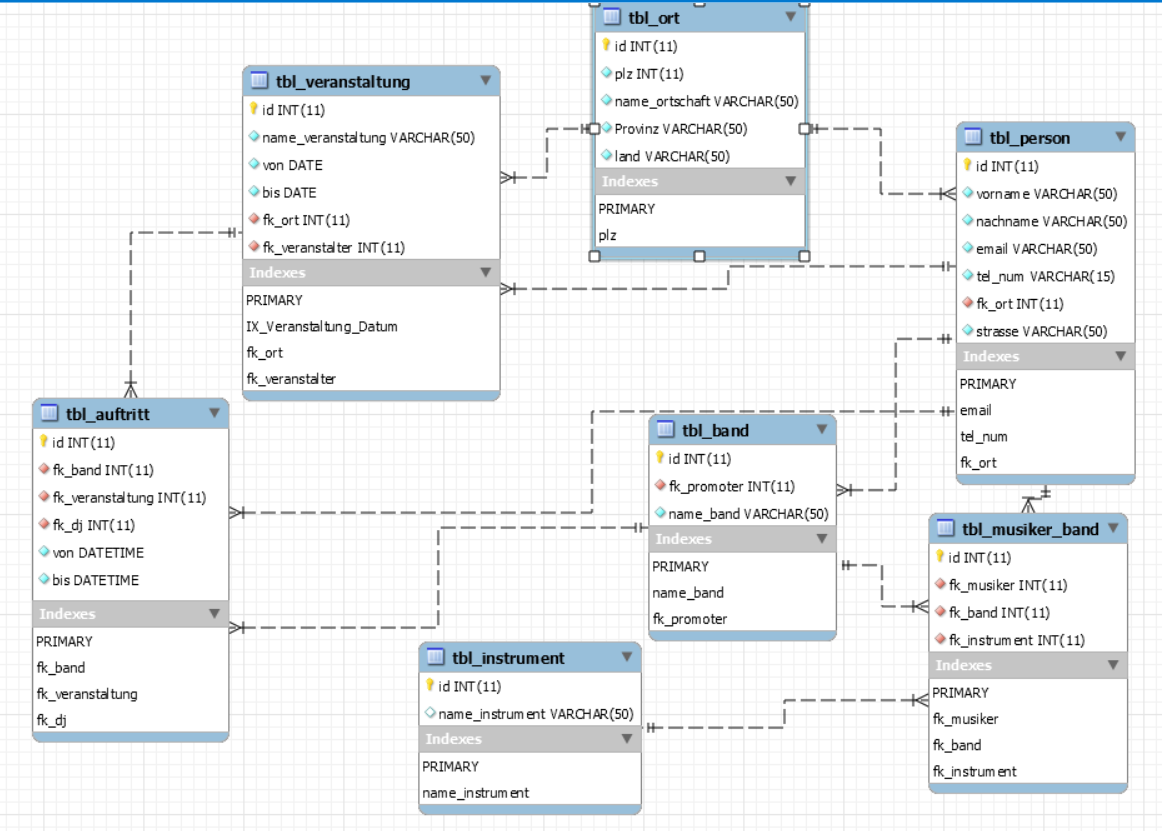 tbl_ort
id INT(11)
plz INT(11)
name_ortschaft VARCHAR(50)
Provinz VARCHAR(50)
land VARCHAR(50)
Indexes
PRIMARY
plz
tbl_veranstaltung
id INT(11)
name_veranstaltung VARCHAR(50)
von DATE
bis DATE
fk_ort INT(11)
fk_veranstalter INT(11)
Indexes
PRIMARY
IX_Veranstaltung_Datum
fk_ort
fk_veranstalter
tbl_person
id INT(11)
vorname VARCHAR(50)
nachname VARCHAR(50)
email VARCHAR(50)
tel_num VARCHAR(15)
fk_ort INT(11)
strasse VARCHAR(50)
Indexes
PRIMARY
email
tel_num
fk_ort
tbl_auftritt
id INT(11)
fk_band INT(11)
fk_veranstaltung INT(11)
fk_dj INT(11)
von DATETIME
bis DATETIME
Indexes
PRIMARY
fk_band
fk_veranstaltung
fk_dj
tbl_band
id INT(11)
fk_promoter INT(11)
name_band VARCHAR(50)
Indexes
PRIMARY
name_band
fk_promoter
tbl_musiker_band
id INT(11)
fk_musiker INT(11)
fk_band INT(11)
fk_instrument INT(11)
Indexes
PRIMARY
fk_musiker
fk_band
fk_instrument
tbl_instrument
id INT(11)
name_instrument VARCHAR(50)
Indexes
PRIMARY
name_instrument